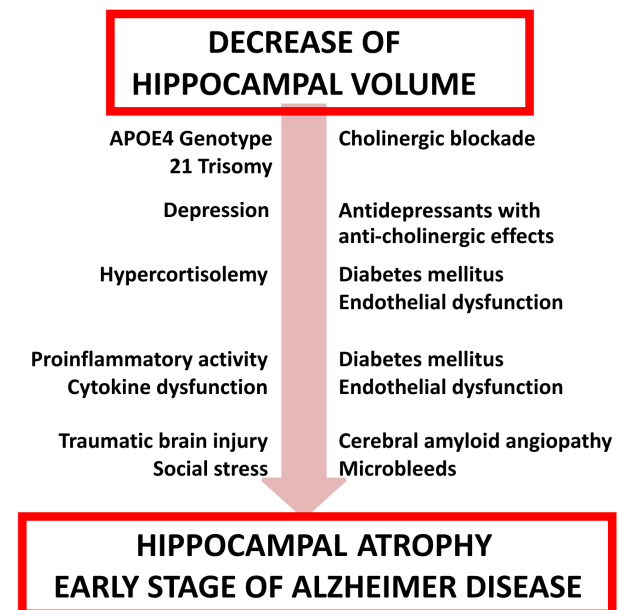 DECREASE OF
HIPPOCAMPAL VOLUME
APOE4 Genotype
21 Trisomy
Cholinergic blockade
Depression
Antidepressants with
anti-cholinergic effects
Hypercortisolemy
Diabetes mellitus
Endothelial dysfunction
Proinflammatory activity
Cytokine dysfunction
Diabetes mellitus
Endothelial dysfunction
Traumatic brain injury
Social stress
Cerebral amyloid angiopathy
Microbleeds
HIPPOCAMPAL ATROPHY
EARLY STAGE OF ALZHEIMER DISEASE